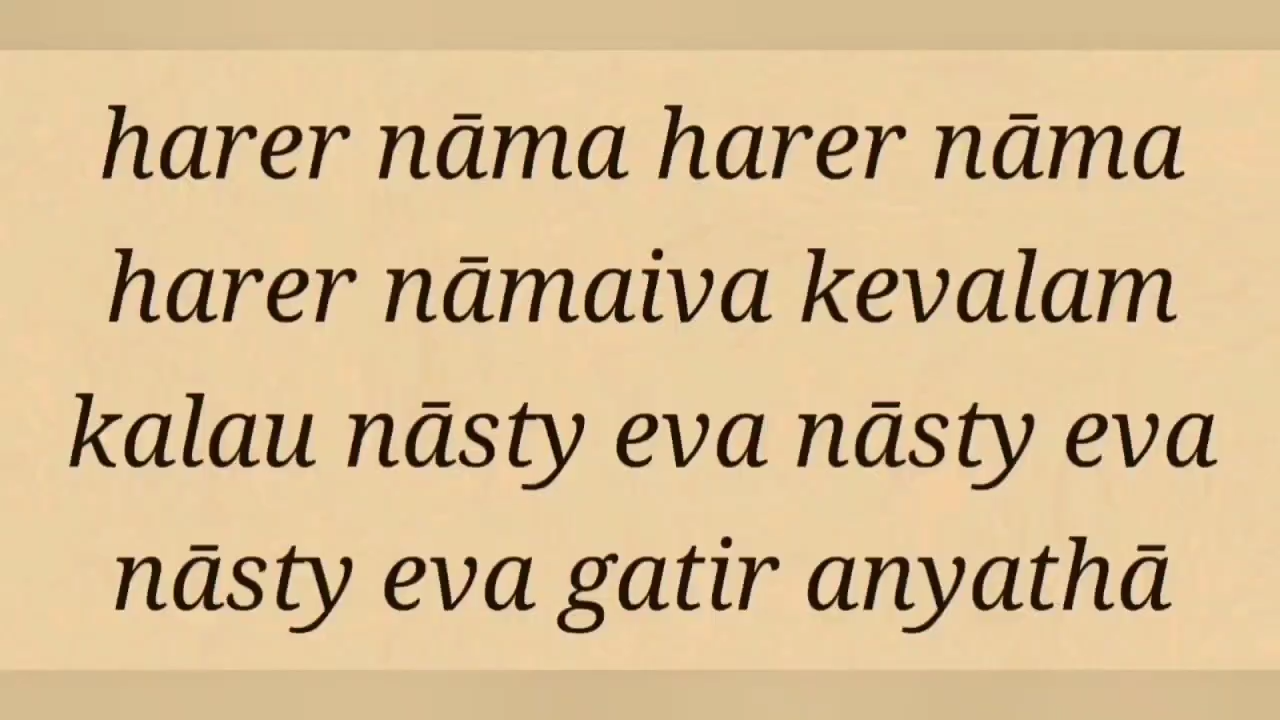 harer nāma harer nāma
harer nāmaiva kevalam
kalau nāsty eva nāsty eva
nāsty eva gatir anyathā